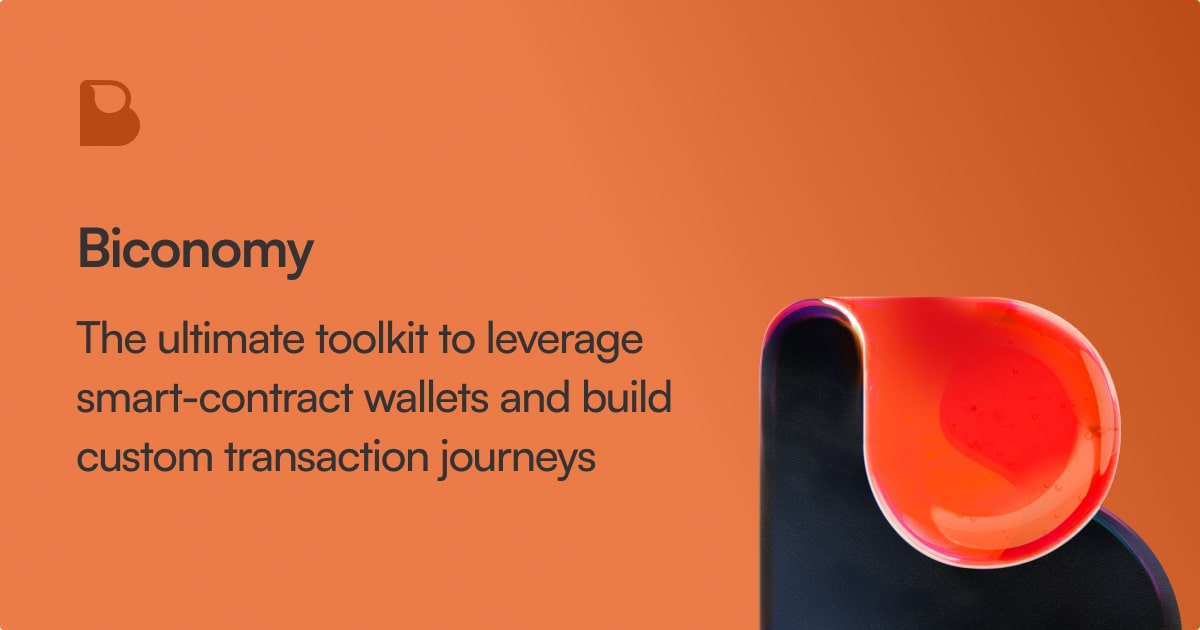 Biconomy
The ultimate toolkit to leverage
smart-contract wallets and build
custom transaction journeys